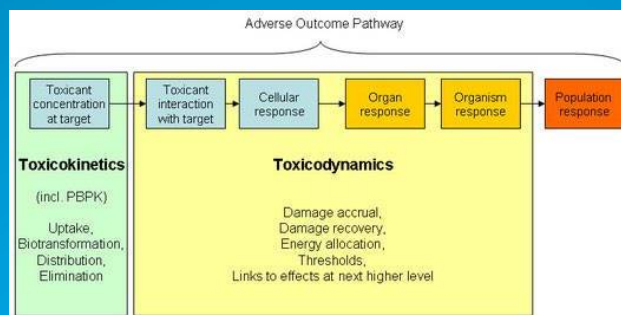 Adverse Outcome Pathway
Toxicant
concentration
at target
Toxicant
interaction
with target
Cellular
response
Organ
response
Organism
response
Population
response
Toxicokinetics
(incl. PBPK)
Uptake,
Biotransformation,
Distribution,
Elimination
Toxicodynamics
Damage accrual,
Damage recovery,
Energy allocation,
Thresholds,
Links to effects at next higher level